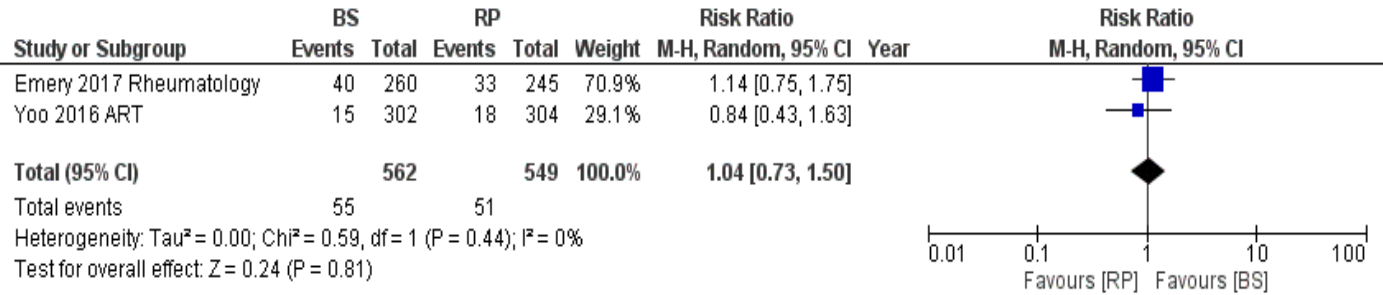 BS RP Risk Ratio Risk Ratio
Study or Subgroup Events Total Events Total Weight M-H, Random, 95% CI Year M-H, Random, 95% CI
Emery 2017 Rheumatology 40 260 33 245 70.9% 1.14 [0.75, 1.75]
Yoo 2016 ART 15 302 18 304 29.1% 0.84 [0.43, 1.63]
Total (95% CI) 562 549 100.0% 1.04 [0.73, 1.50]
Total events 55 51
Heterogeneity: Tau² = 0.00; Chi² = 0.59, df = 1 (P = 0.44); I² = 0%
Test for overall effect: Z = 0.24 (P = 0.81)
0.01 0.1 1 10 100
Favours [RP] Favours [BS]